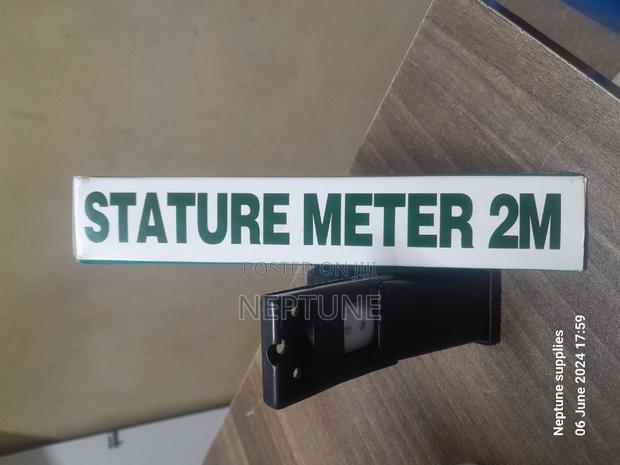 STATURE METER 2M
POSTED ON JIJI
NEPTUNE
Neptune supplies
06 June 2024 17:59